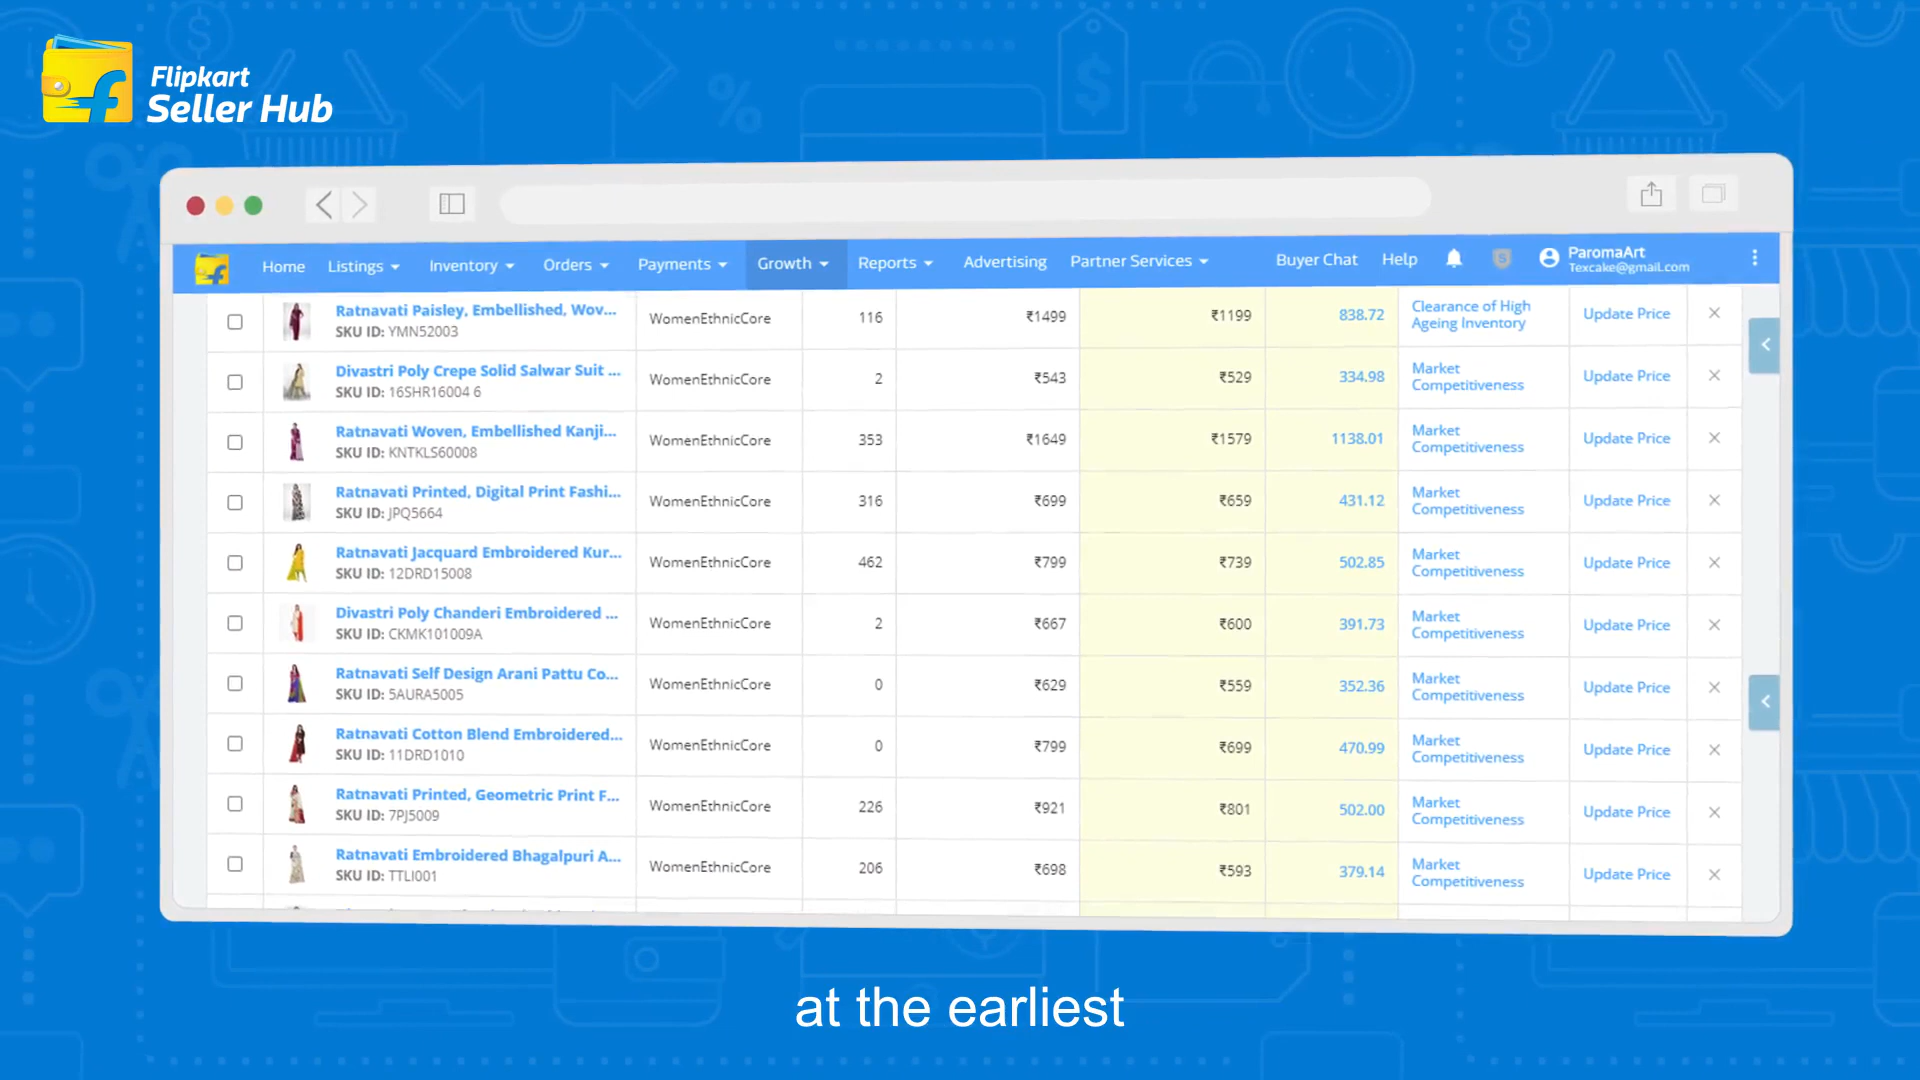 Flipkart
Seller Hub
Home Listings Inventory Orders Payments Growth Reports Advertising Partner Services Buyer Chat Help ParomaArt
Texcake@gmail.com
Ratnavati Paisley, Embellished, Wov... WomenEthnicCore 116 ₹1499 ₹1199 838.72 Clearance of High Update Price
SKU ID: YMN52003 Ageing Inventory
Divastri Poly Crepe Solid Salwar Suit ... WomenEthnicCore 2 ₹543 ₹529 334.98 Market Update Price
SKU ID: 16SHR16004 6 Competitiveness
Ratnavati Woven, Embellished Kanji... WomenEthnicCore 353 ₹1649 ₹1579 1138.01 Market Update Price
SKU ID: KNTKLS60008 Competitiveness
Ratnavati Printed, Digital Print Fashi... WomenEthnicCore 316 ₹699 ₹659 431.12 Market Update Price
SKU ID: JPQ5664 Competitiveness
Ratnavati Jacquard Embroidered Kur... WomenEthnicCore 462 ₹799 ₹739 502.85 Market Update Price
SKU ID: 12DRD15008 Competitiveness
Divastri Poly Chanderi Embroidered ... WomenEthnicCore 2 ₹667 ₹600 391.73 Market Update Price
SKU ID: CKMK101009A Competitiveness
Ratnavati Self Design Arani Pattu Co... WomenEthnicCore 0 ₹629 ₹559 352.36 Market Update Price
SKU ID: 5AURA5005 Competitiveness
Ratnavati Cotton Blend Embroidered... WomenEthnicCore 0 ₹799 ₹699 470.99 Market Update Price
SKU ID: 11DRD1010 Competitiveness
Ratnavati Printed, Geometric Print F... WomenEthnicCore 226 ₹921 ₹801 502.00 Market Update Price
SKU ID: 7PJ5009 Competitiveness
Ratnavati Embroidered Bhagalpuri A... WomenEthnicCore 206 ₹698 ₹593 379.14 Market Update Price
SKU ID: TTLI001 Competitiveness
at the earliest